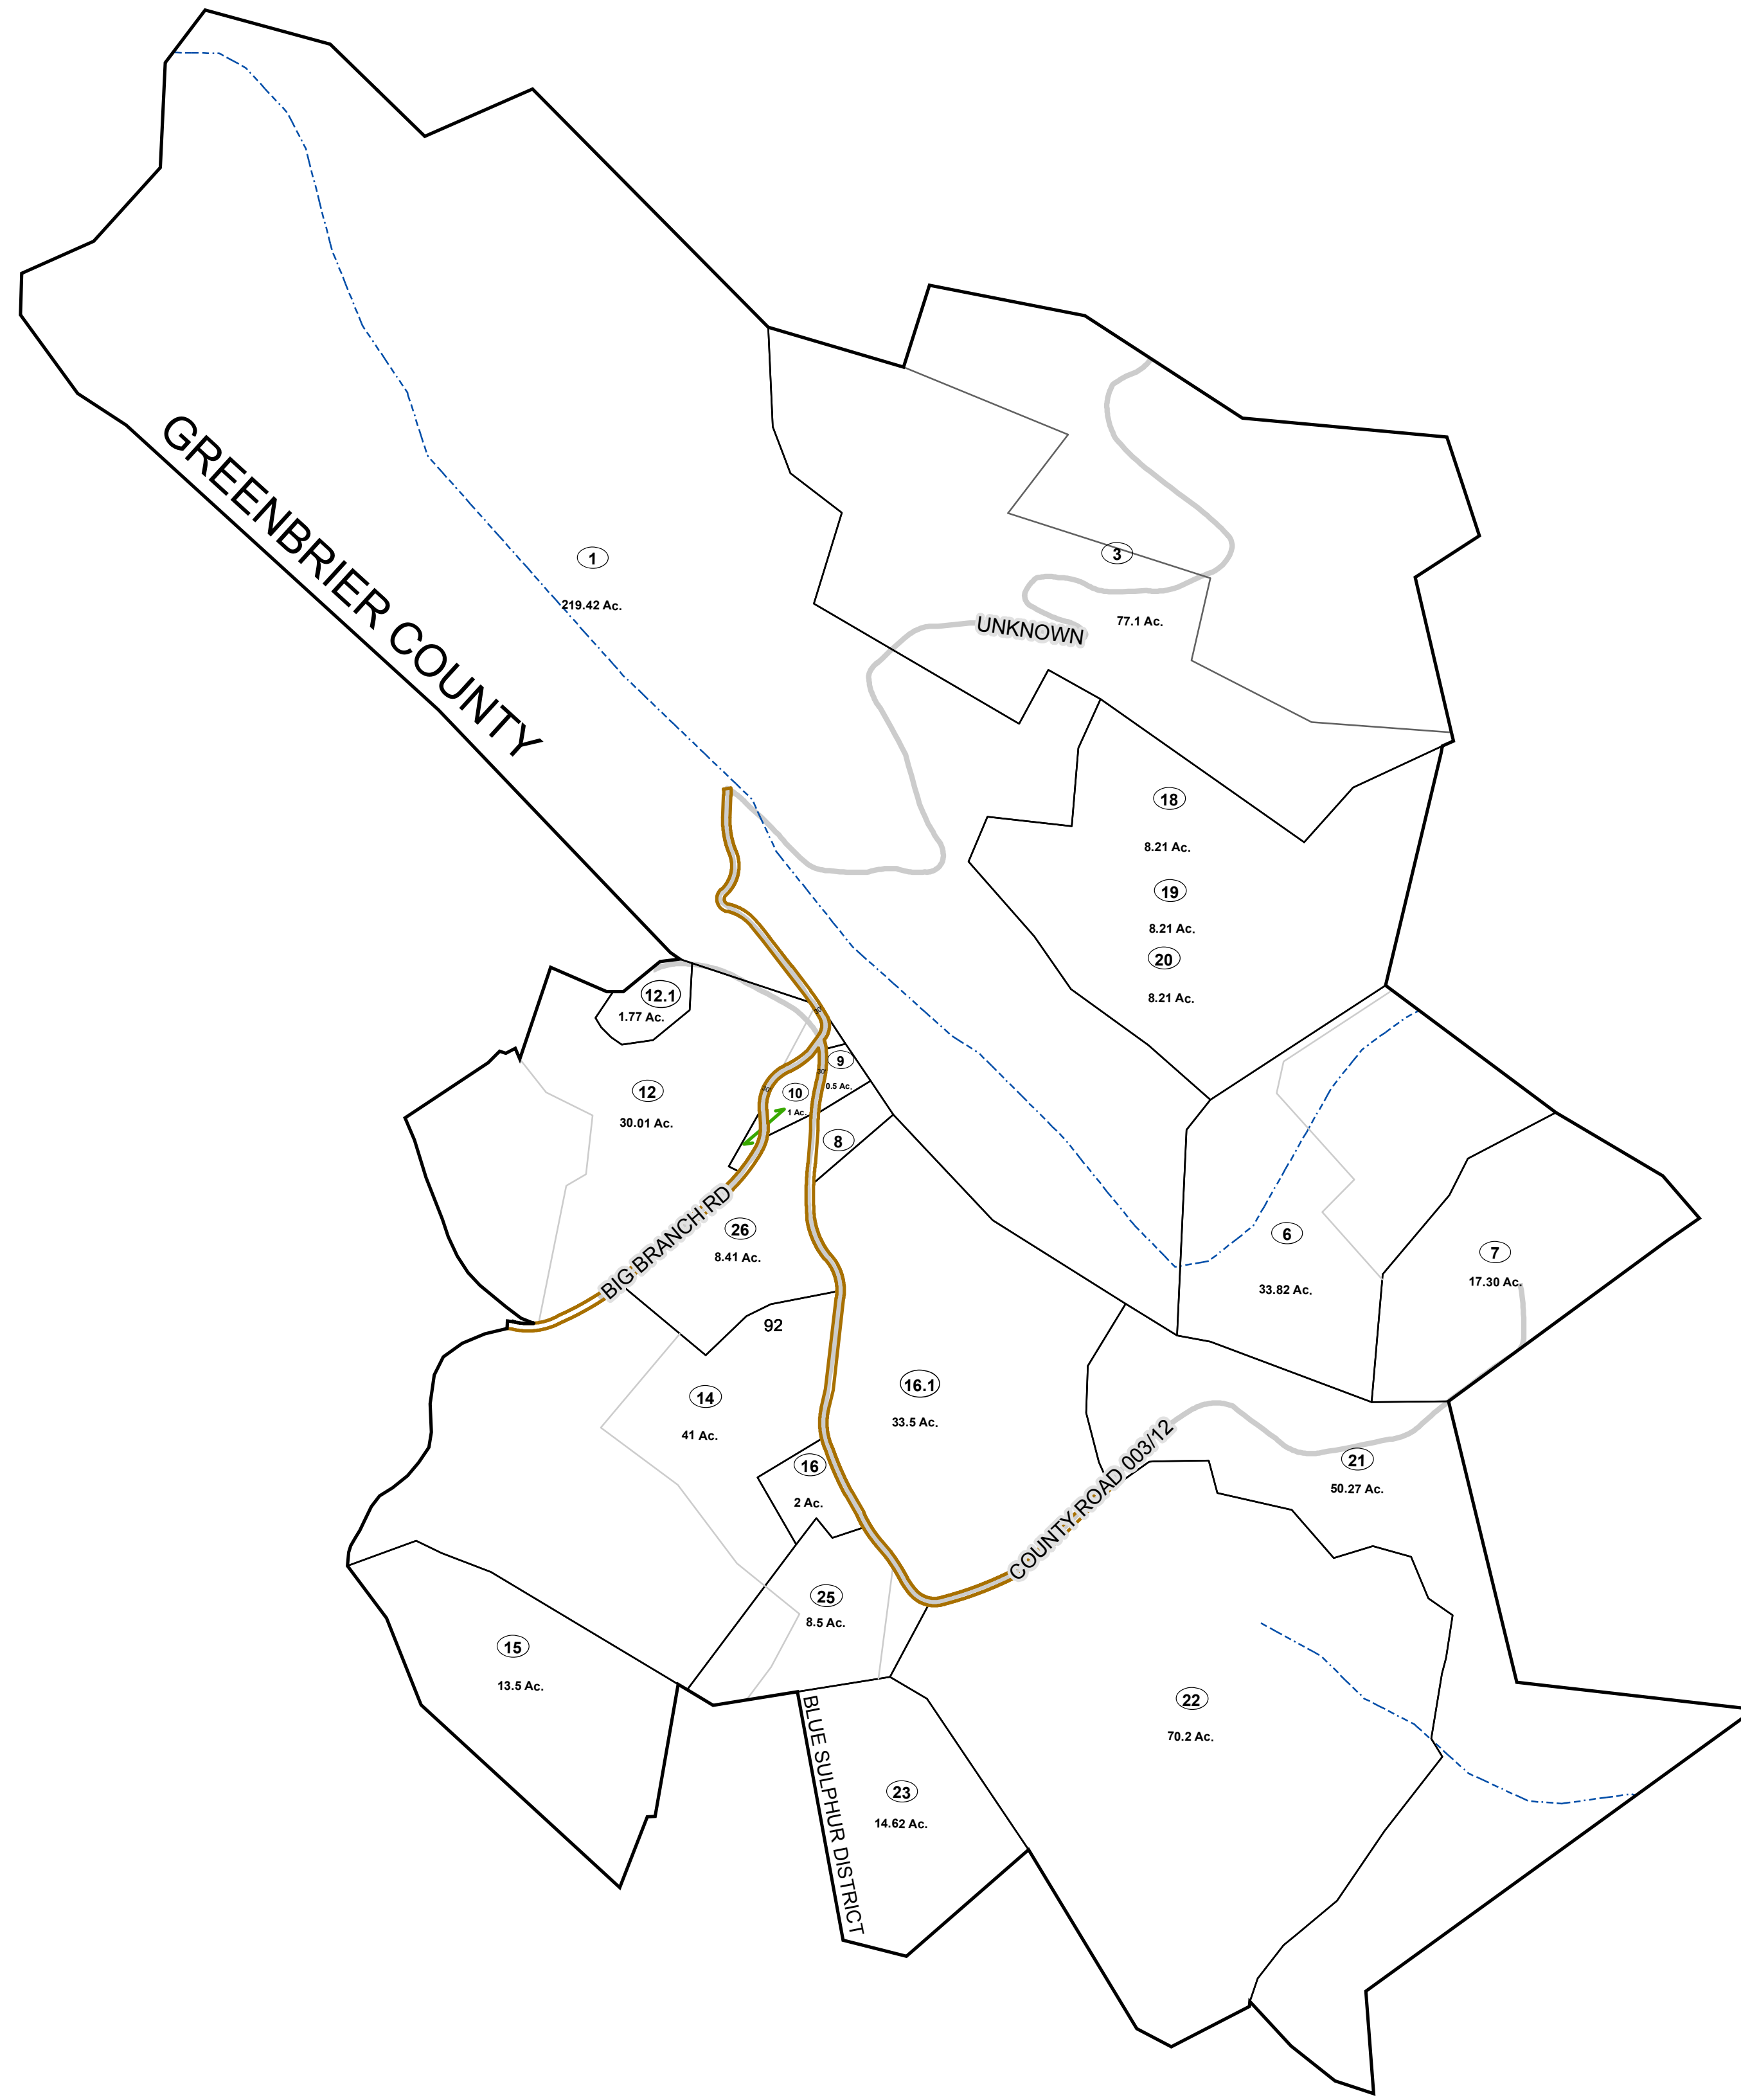 GREENBRIER COUNTY
1
219.42 Ac.
3
77.1 Ac.
UNKNOWN
18
8.21 Ac.
19
8.21 Ac.
20
8.21 Ac.
12.1
1.77 Ac.
30'
9
0.5 Ac.
30'
30'
10
1 Ac.
12
30.01 Ac.
8
BIG BRANCH RD
26
8.41 Ac.
6
33.82 Ac.
7
17.30 Ac.
92
14
41 Ac.
16.1
33.5 Ac.
16
2 Ac.
COUNTY ROAD 003/12
21
50.27 Ac.
25
8.5 Ac.
15
13.5 Ac.
22
70.2 Ac.
BLUE SULPHUR DISTRICT
23
14.62 Ac.